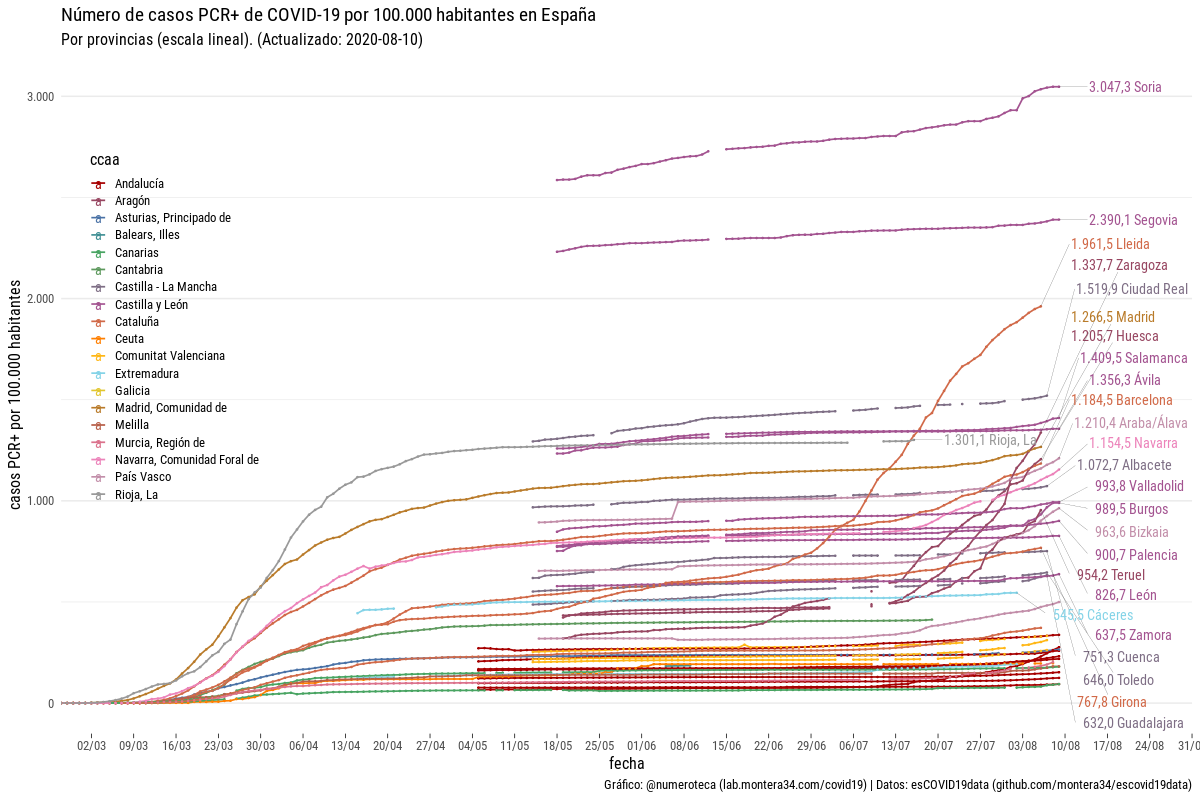 Número de casos PCR+ de COVID-19 por 100.000 habitantes en España
Por provincias (escala lineal). (Actualizado: 2020-08-10)
casos PCR+ por 100.000 habitantes
3.000
2.000
1.000
0
ccaa
Andalucía
Aragón
Asturias, Principado de
Balears, Illes
Canarias
Cantabria
Castilla - La Mancha
Castilla y León
Cataluña
Ceuta
Comunitat Valenciana
Extremadura
Galicia
Madrid, Comunidad de
Melilla
Murcia, Región de
Navarra, Comunidad Foral de
País Vasco
Rioja, La
3.047,3 Soria
2.390,1 Segovia
1.961,5 Lleida
1.337,7 Zaragoza
1.519,9 Ciudad Real
1.266,5 Madrid
1.205,7 Huesca
1.409,5 Salamanca
1.356,3 Ávila
1.184,5 Barcelona
1.210,4 Araba/Álava
1.301,1 Rioja, La
1.154,5 Navarra
1.072,7 Albacete
993,8 Valladolid
989,5 Burgos
963,6 Bizkaia
900,7 Palencia
954,2 Teruel
826,7 León
545,5 Cáceres
637,5 Zamora
751,3 Cuenca
646,0 Toledo
767,8 Girona
632,0 Guadalajara
02/03 09/03 16/03 23/03 30/03 06/04 13/04 20/04 27/04 04/05 11/05 18/05 25/05 01/06 08/06 15/06 22/06 29/06 06/07 13/07 20/07 27/07 03/08 10/08 17/08 24/08 31/0
fecha
Gráfico: @numeroteca (lab.montera34.com/covid19) | Datos: esCOVID19data (github.com/montera34/escovid19data)